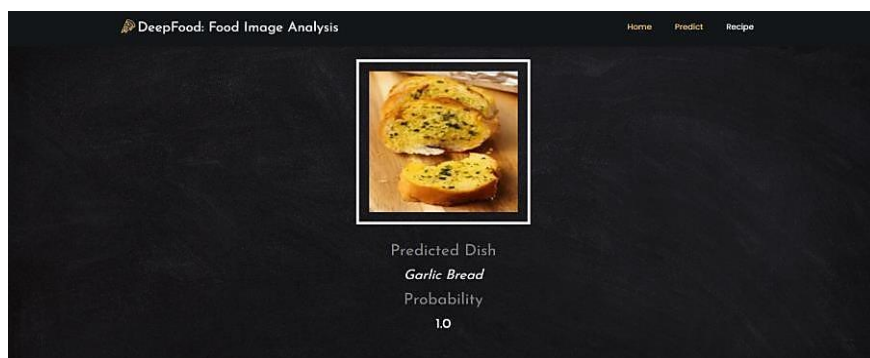 DeepFood: Food Image Analysis
Home Predict Recipe
Predicted Dish
Garlic Bread
Probability
1.0